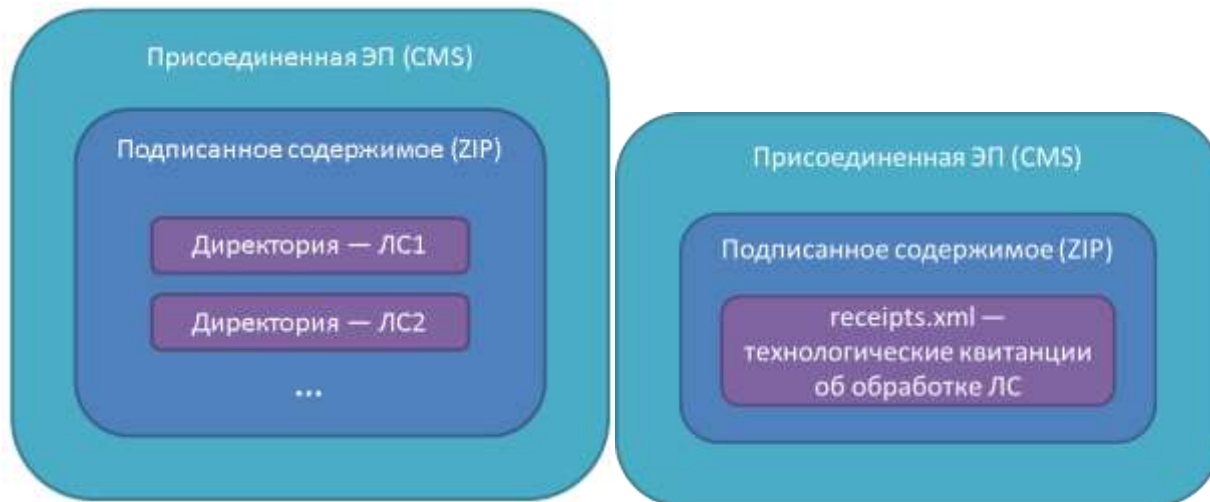 Присоединенная ЭП (CMS)
Подписанное содержимое (ZIP)
Директория — ЛС1
Директория — ЛС2
...
Присоединенная ЭП (CMS)
Подписанное содержимое (ZIP)
receipts.xml —
технологические квитанции
об обработке ЛС